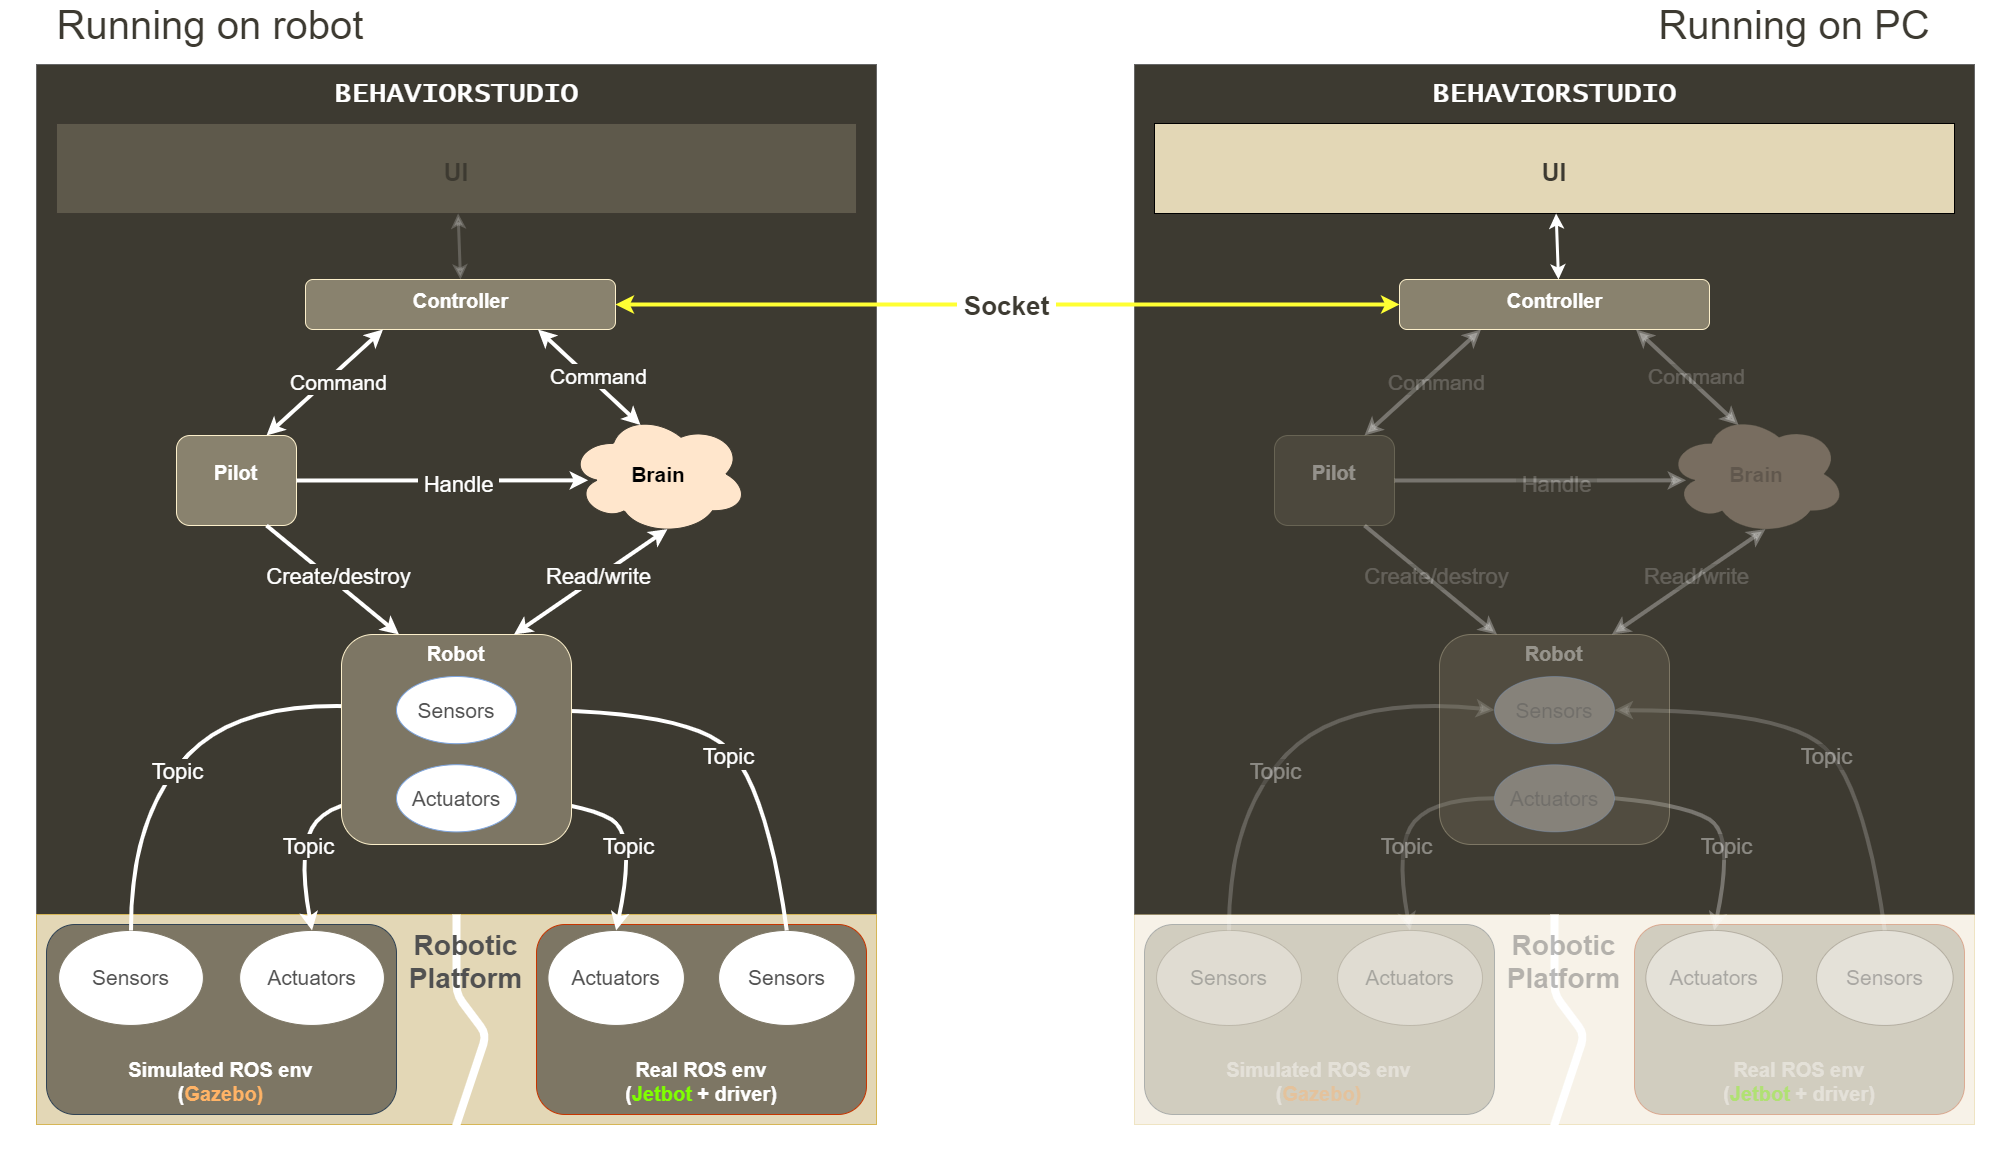 Running on robot
Running on PC
BEHAVIORSTUDIO
UI
Controller
Command
Command
Pilot
Handle
Brain
Create/destroy
Read/write
Robot
Sensors
Actuators
Topic
Topic
Topic
Topic
Sensors
Actuators
Robotic
Platform
Actuators
Sensors
Simulated ROS env
(Gazebo)
Real ROS env
(Jetbot + driver)
Socket
BEHAVIORSTUDIO
UI
Controller
Command
Command
Pilot
Handle
Brain
Create/destroy
Read/write
Robot
Sensors
Actuators
Topic
Topic
Topic
Topic
Sensors
Actuators
Robotic
Platform
Actuators
Sensors
Simulated ROS env
(Gazebo)
Real ROS env
(Jetbot + driver)